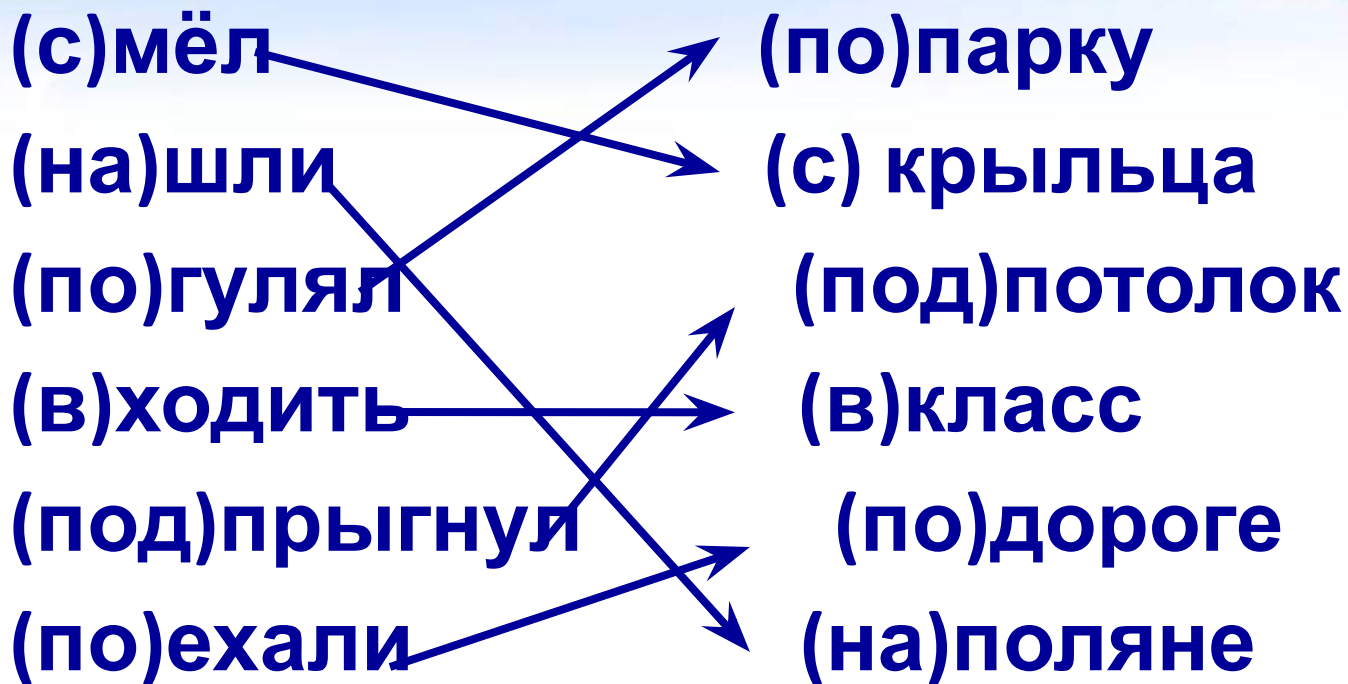 (с)мёл (по)парку
(на)шли (с) крыльца
(по)гулял (под)потолок
(в)ходить (в)класс
(под)прыгнул (по)дороге
(по)ехали (на)поляне